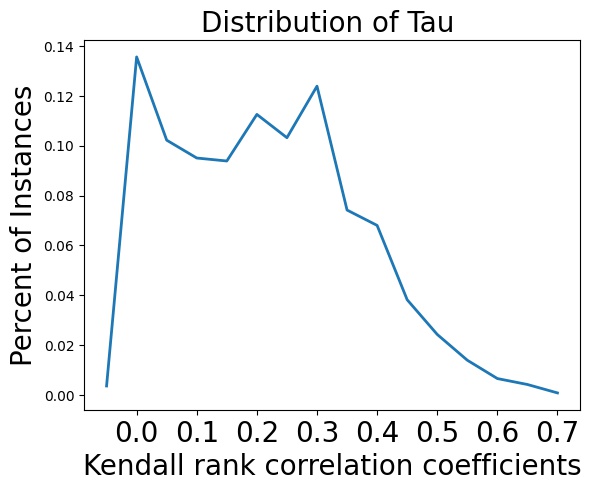 Distribution of Tau
Percent of Instances
0.14
0.12
0.10
0.08
0.06
0.04
0.02
0.00
0.0 0.1 0.2 0.3 0.4 0.5 0.6 0.7
Kendall rank correlation coefficients